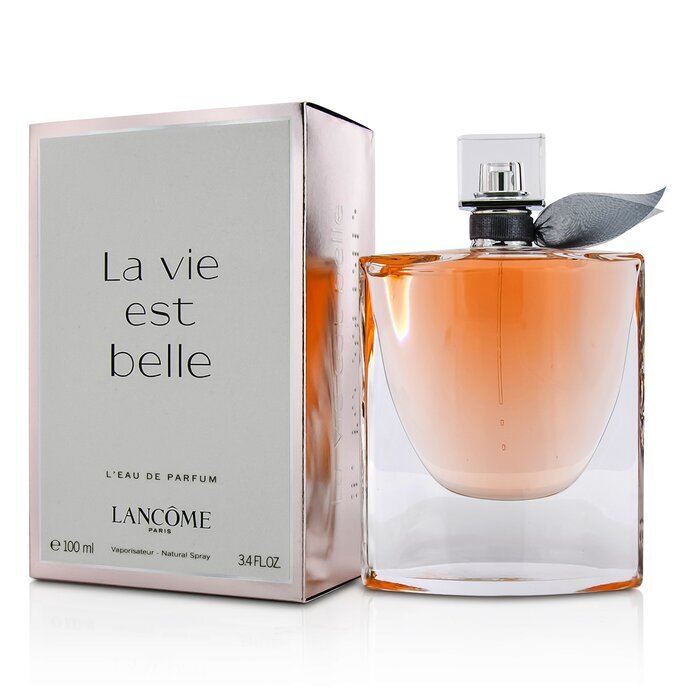 La vie
est
belle
L'EAU DE PARFUM
LANCÔME
PARIS
℮ 100 ml
Vaporisateur - Natural Spray
3.4 FL.OZ.